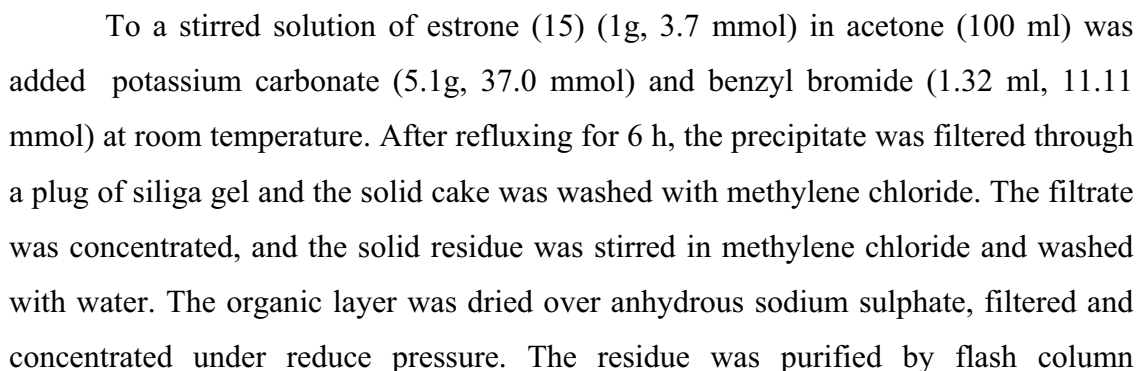 To a stirred solution of estrone (15) (1g, 3.7 mmol) in acetone (100 ml) was
added potassium carbonate (5.1g, 37.0 mmol) and benzyl bromide (1.32 ml, 11.11
mmol) at room temperature. After refluxing for 6 h, the precipitate was filtered through
a plug of siliga gel and the solid cake was washed with methylene chloride. The filtrate
was concentrated, and the solid residue was stirred in methylene chloride and washed
with water. The organic layer was dried over anhydrous sodium sulphate, filtered and
concentrated under reduce pressure. The residue was purified by flash column